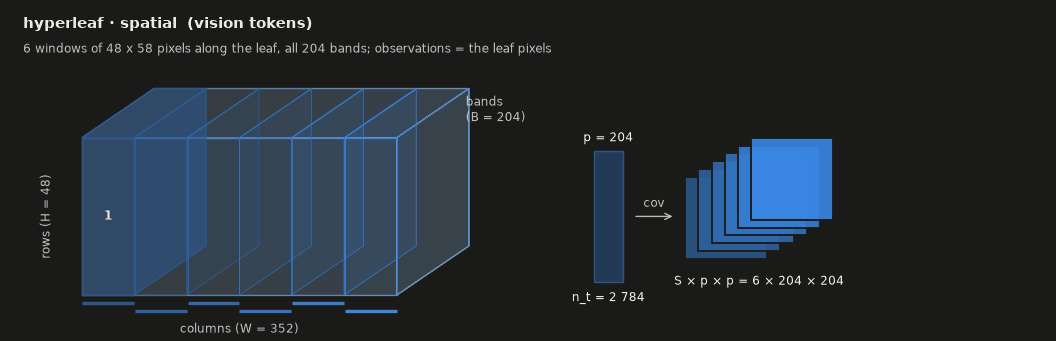 hyperleaf · spatial (vision tokens)
6 windows of 48 x 58 pixels along the leaf, all 204 bands; observations = the leaf pixels
bands
(B = 204)
rows (H = 48)
1
columns (W = 352)
p = 204
cov
n_t = 2 784
S × p × p = 6 × 204 × 204